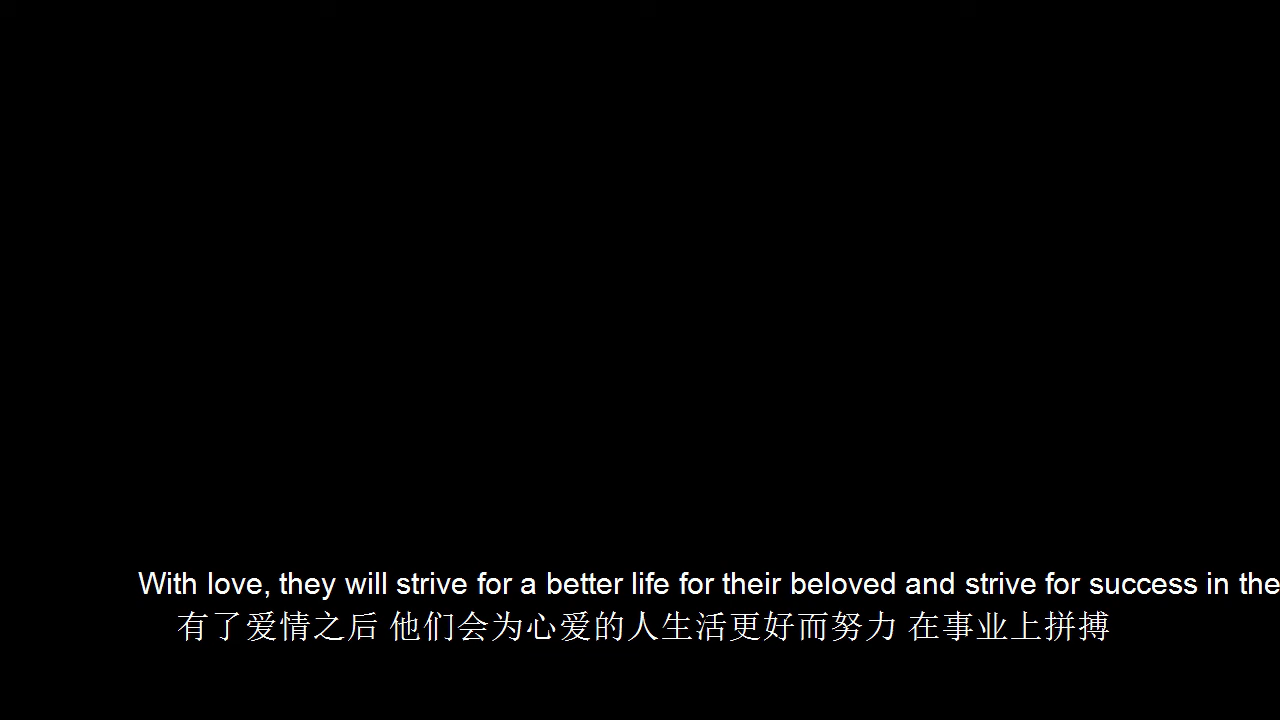 With love, they will strive for a better life for their beloved and strive for success in the
有了爱情之后 他们会为心爱的人生活更好而努力 在事业上拼搏